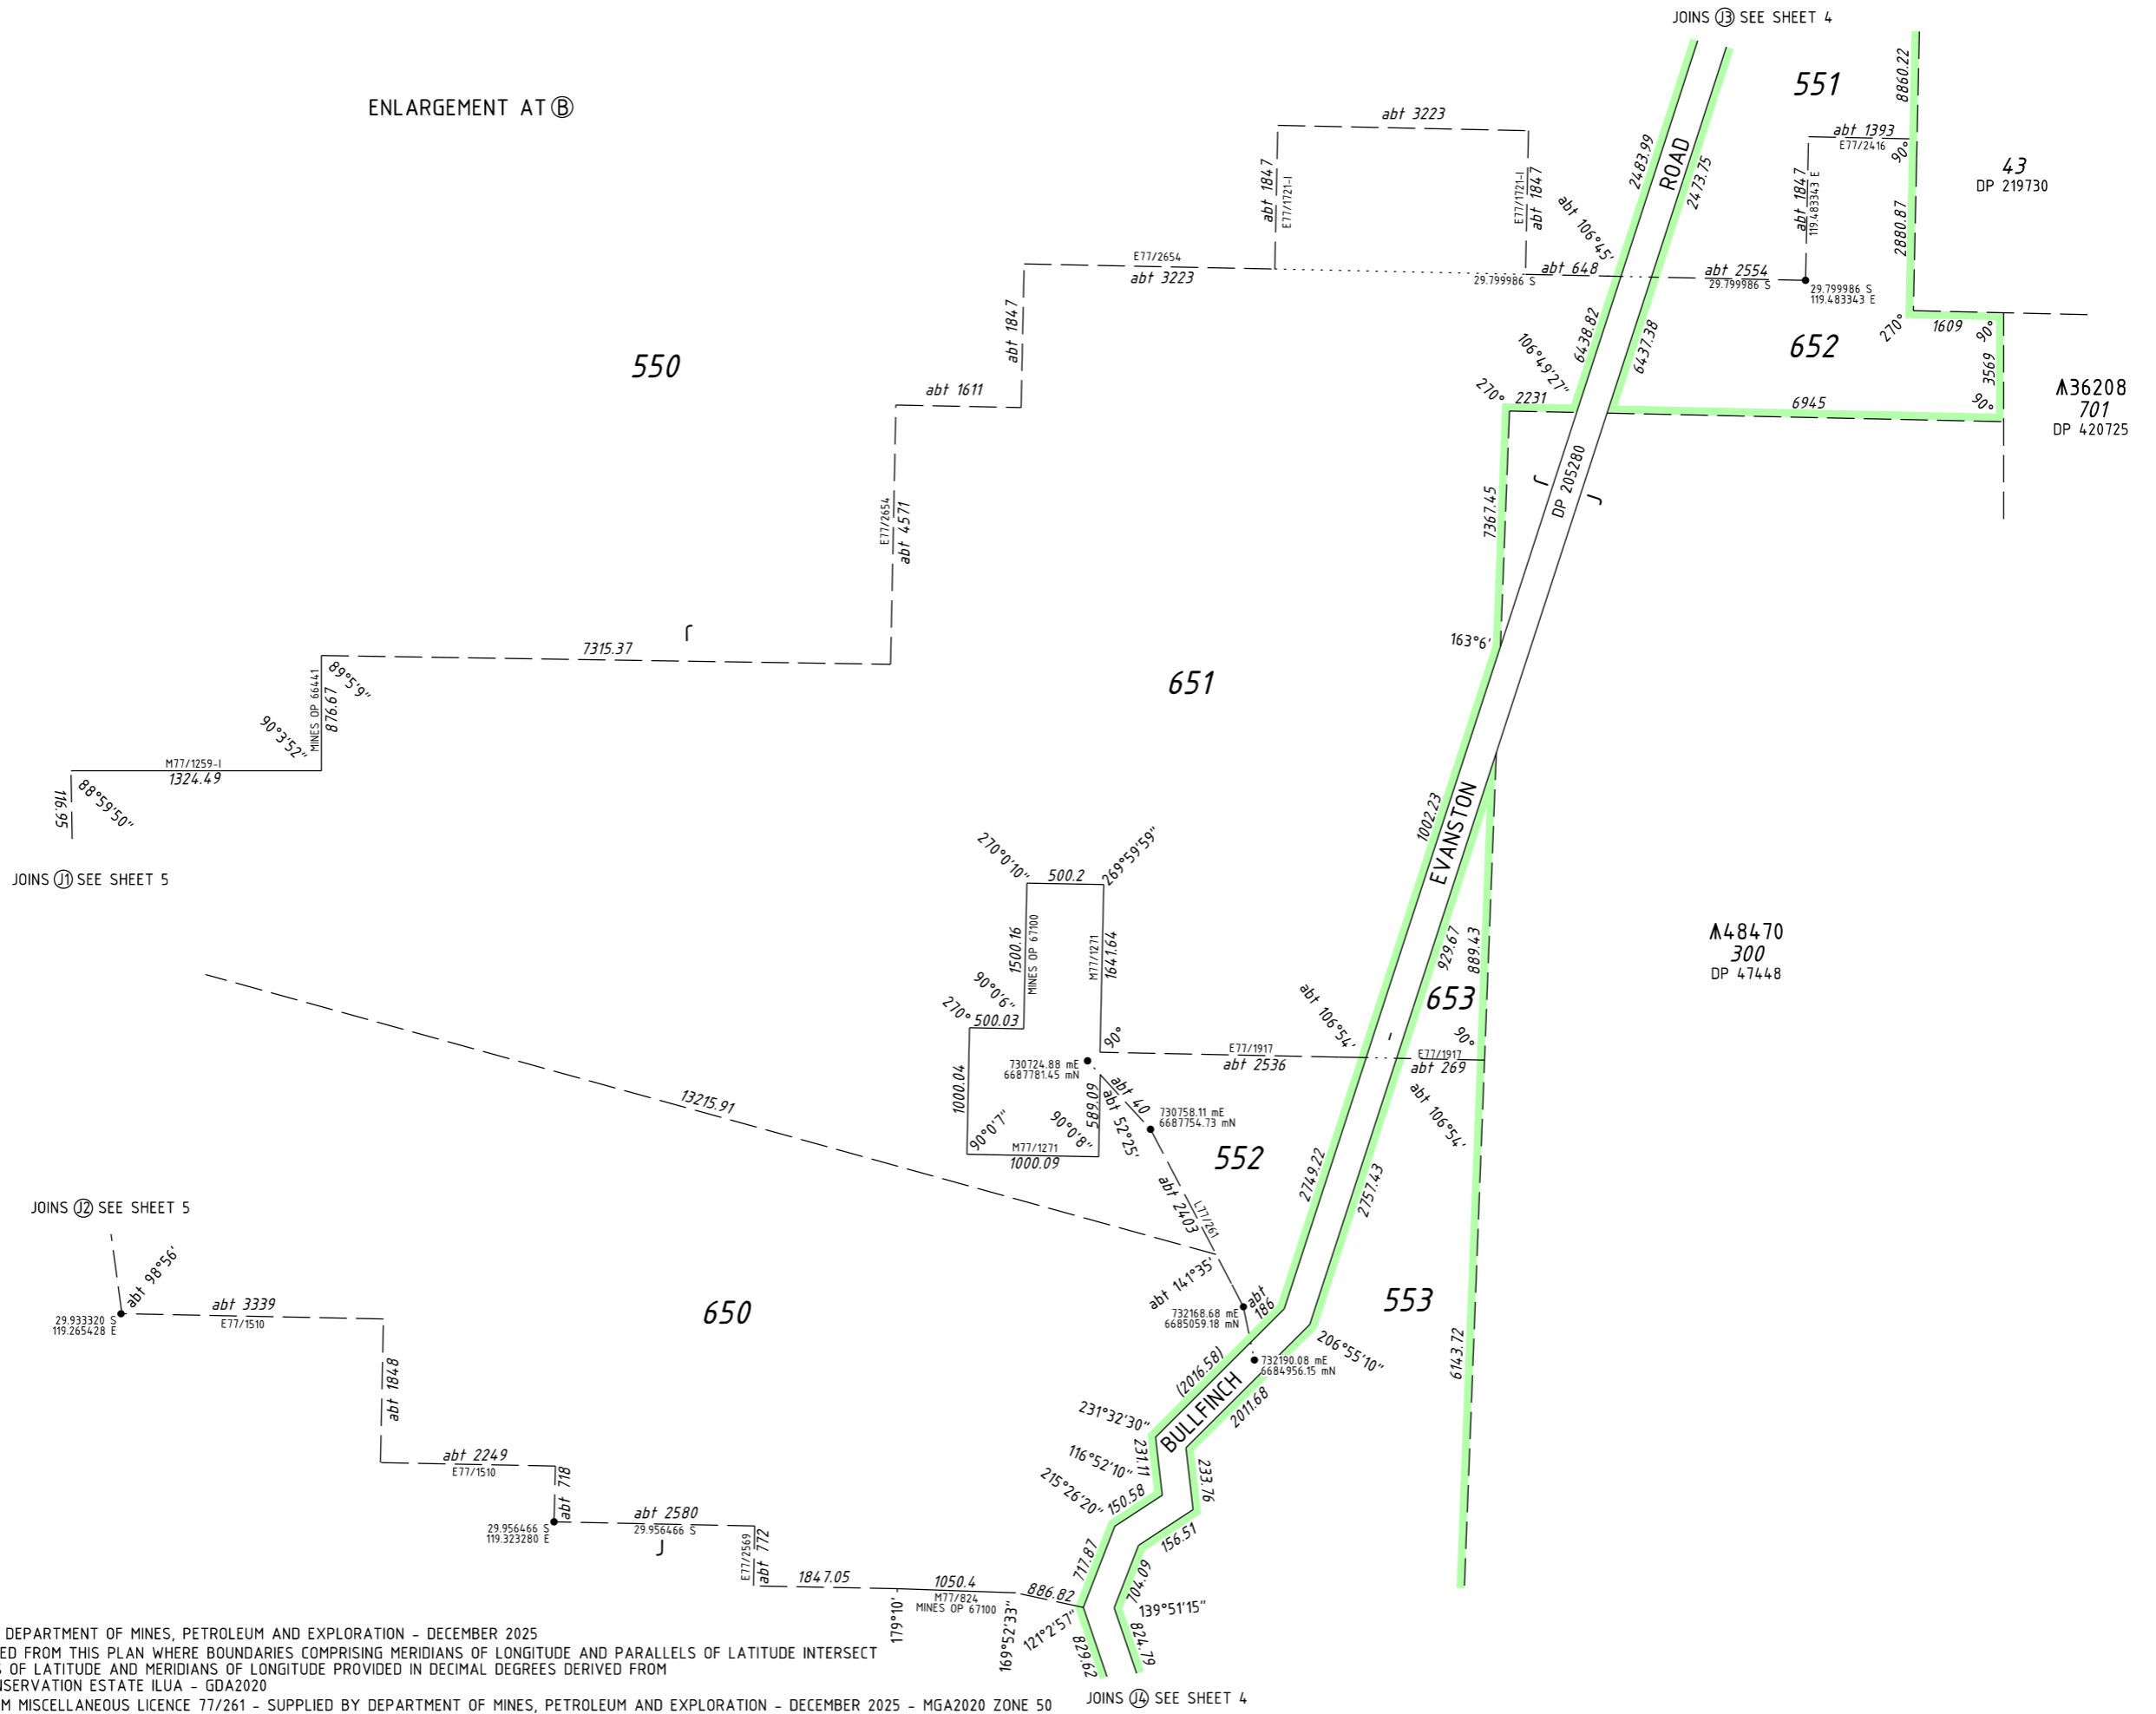 JOINS J3 SEE SHEET 4
ENLARGEMENT AT B
551
8860.22
abt 3223
abt 1393
E77/2416
90°
43
DP 219730
2483.99
ROAD
2473.75
abt 1847
E77/1721-I
E77/1721-I
abt 1847
abt 1847
119.483343 E
2880.87
abt 106°45'
E77/2654
abt 3223
abt 648
29.799986 S
abt 2554
29.799986 S
29.799986 S
119.483343 E
abt 1847
550
6438.82
6437.38
652
270°
1609
90°
3569
106°49'27"
270°
2231
6945
90°
36208
701
DP 420725
abt 1611
E77/2654
abt 4571
7367.45
DP 205280
7315.37
163°6'
651
MINES OP 66441
876.67
89°5'9"
90°3'52"
M77/1259-I
1324.49
116.95
88°59'50"
JOINS J1 SEE SHEET 5
1002.23
EVANSTON
270°0'10"
500.2
269°59'59"
1500.16
MINES OP 67100
M77/1271
1641.64
929.67
889.43
48470
300
DP 47448
90°0'6"
270°
500.03
abt 106°54'
653
90°
90°
E77/1917
abt 2536
E77/1917
abt 269
730724.88 mE
6687781.45 mN
1000.04
589.09
abt 40
abt 52°25'
730758.11 mE
6687754.73 mN
abt 106°54'
13215.91
90°0'7"
90°0'8"
M77/1271
1000.09
552
abt 2403
L77/261
2749.22
2757.43
JOINS J2 SEE SHEET 5
abt 98°56'
abt 141°35'
abt 3339
E77/1510
29.933320 S
119.265428 E
650
732168.68 mE
6685059.18 mN
abt
186
553
732190.08 mE
6684956.15 mN
206°55'10"
6143.72
abt 1848
(2016.58)
BULLFINCH
2011.68
231°32'30"
231.11
116°52'10"
233.76
abt 2249
E77/1510
abt 718
215°26'20"
150.58
156.51
29.956466 S
119.323280 E
abt 2580
29.956466 S
E77/2569
abt 772
717.87
704.09
1847.05
1050.4
M77/824
MINES OP 67100
886.82
179°10'
169°52'33"
121°2'57"
139°51'15"
829.62
824.79
DEPARTMENT OF MINES, PETROLEUM AND EXPLORATION - DECEMBER 2025
ED FROM THIS PLAN WHERE BOUNDARIES COMPRISING MERIDIANS OF LONGITUDE AND PARALLELS OF LATITUDE INTERSECT
S OF LATITUDE AND MERIDIANS OF LONGITUDE PROVIDED IN DECIMAL DEGREES DERIVED FROM
NSERVATION ESTATE ILUA - GDA2020
M MISCELLANEOUS LICENCE 77/261 - SUPPLIED BY DEPARTMENT OF MINES, PETROLEUM AND EXPLORATION - DECEMBER 2025 - MGA2020 ZONE 50
JOINS J4 SEE SHEET 4